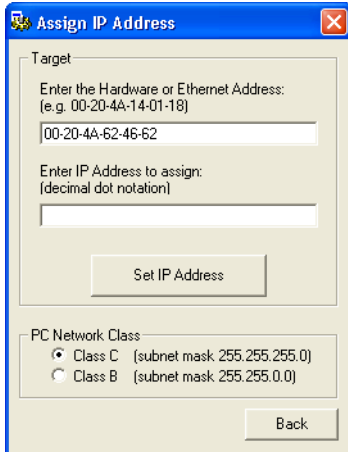 Assign IP Address
Target
Enter the Hardware or Ethernet Address:
(e.g. 00-20-4A-14-01-18)
00-20-4A-62-46-62
Enter IP Address to assign:
(decimal dot notation)
Set IP Address
PC Network Class
Class C (subnet mask 255.255.255.0)
Class B (subnet mask 255.255.0.0)
Back